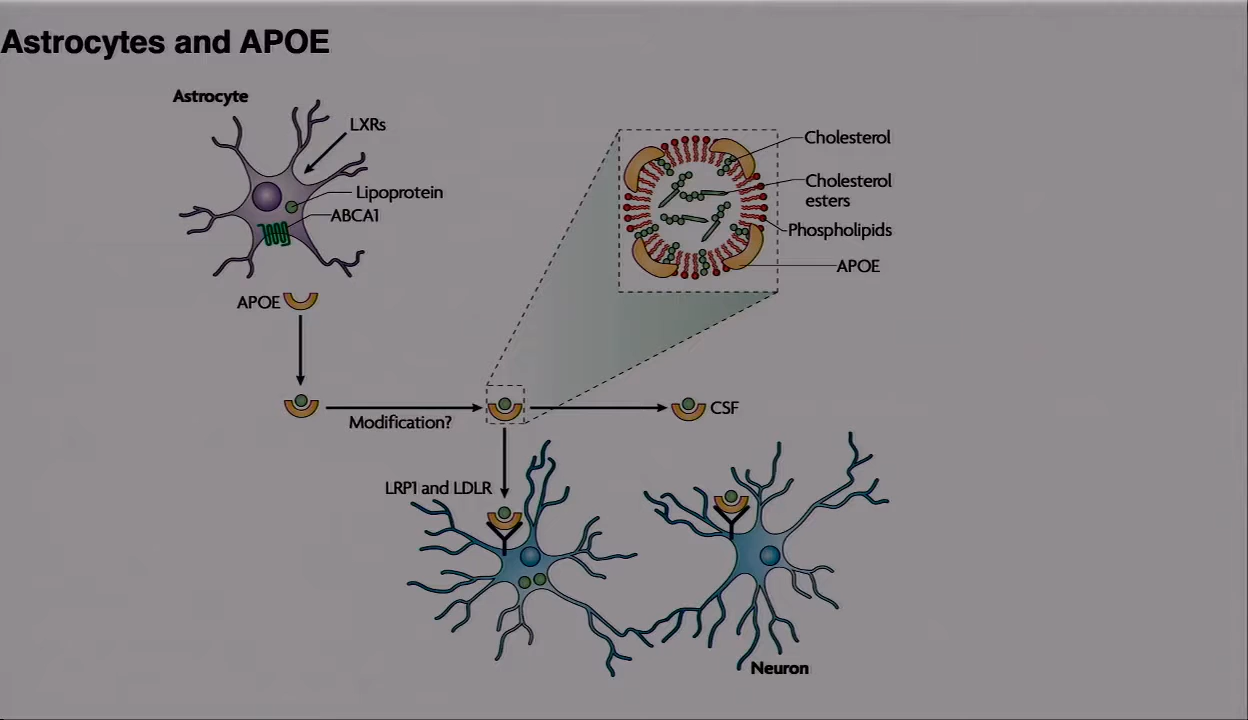 Astrocytes and APOE
Astrocyte
LXRs
Lipoprotein
ABCA1
APOE
Cholesterol
Cholesterol
esters
Phospholipids
APOE
Modification?
CSF
LRP1 and LDLR
Neuron